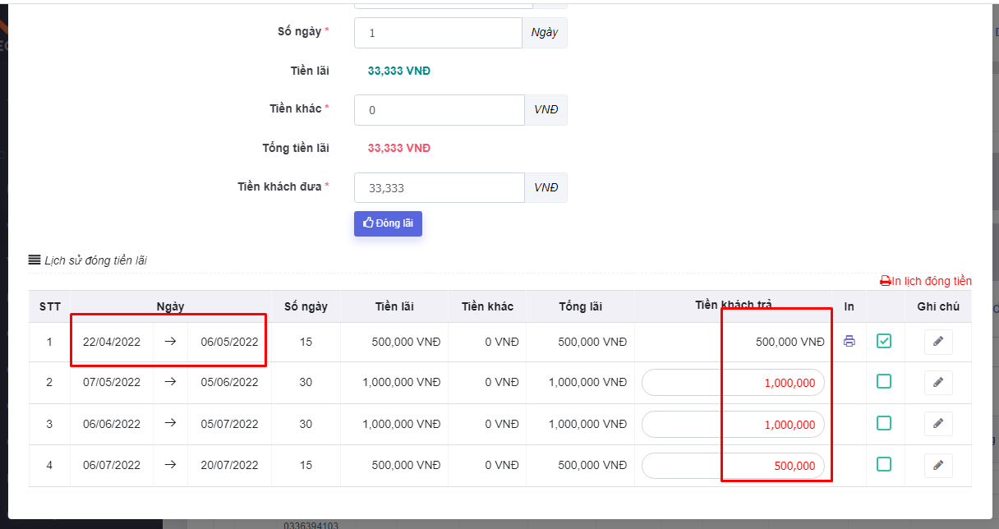 Số ngày *
1 Ngày
Tiền lãi
33,333 VNĐ
Tiền khác *
0 VNĐ
Tổng tiền lãi
33,333 VNĐ
Tiền khách đưa *
33,333 VNĐ
Đóng lãi
Lịch sử đóng tiền lãi
In lịch đóng tiền
STT Ngày Số ngày Tiền lãi Tiền khác Tổng lãi Tiền khách trả In Ghi chú
1 22/04/2022 → 06/05/2022 15 500,000 VNĐ 0 VNĐ 500,000 VNĐ 500,000 VNĐ
2 07/05/2022 → 05/06/2022 30 1,000,000 VNĐ 0 VNĐ 1,000,000 VNĐ 1,000,000
3 06/06/2022 → 05/07/2022 30 1,000,000 VNĐ 0 VNĐ 1,000,000 VNĐ 1,000,000
4 06/07/2022 → 20/07/2022 15 500,000 VNĐ 0 VNĐ 500,000 VNĐ 500,000
0336394103